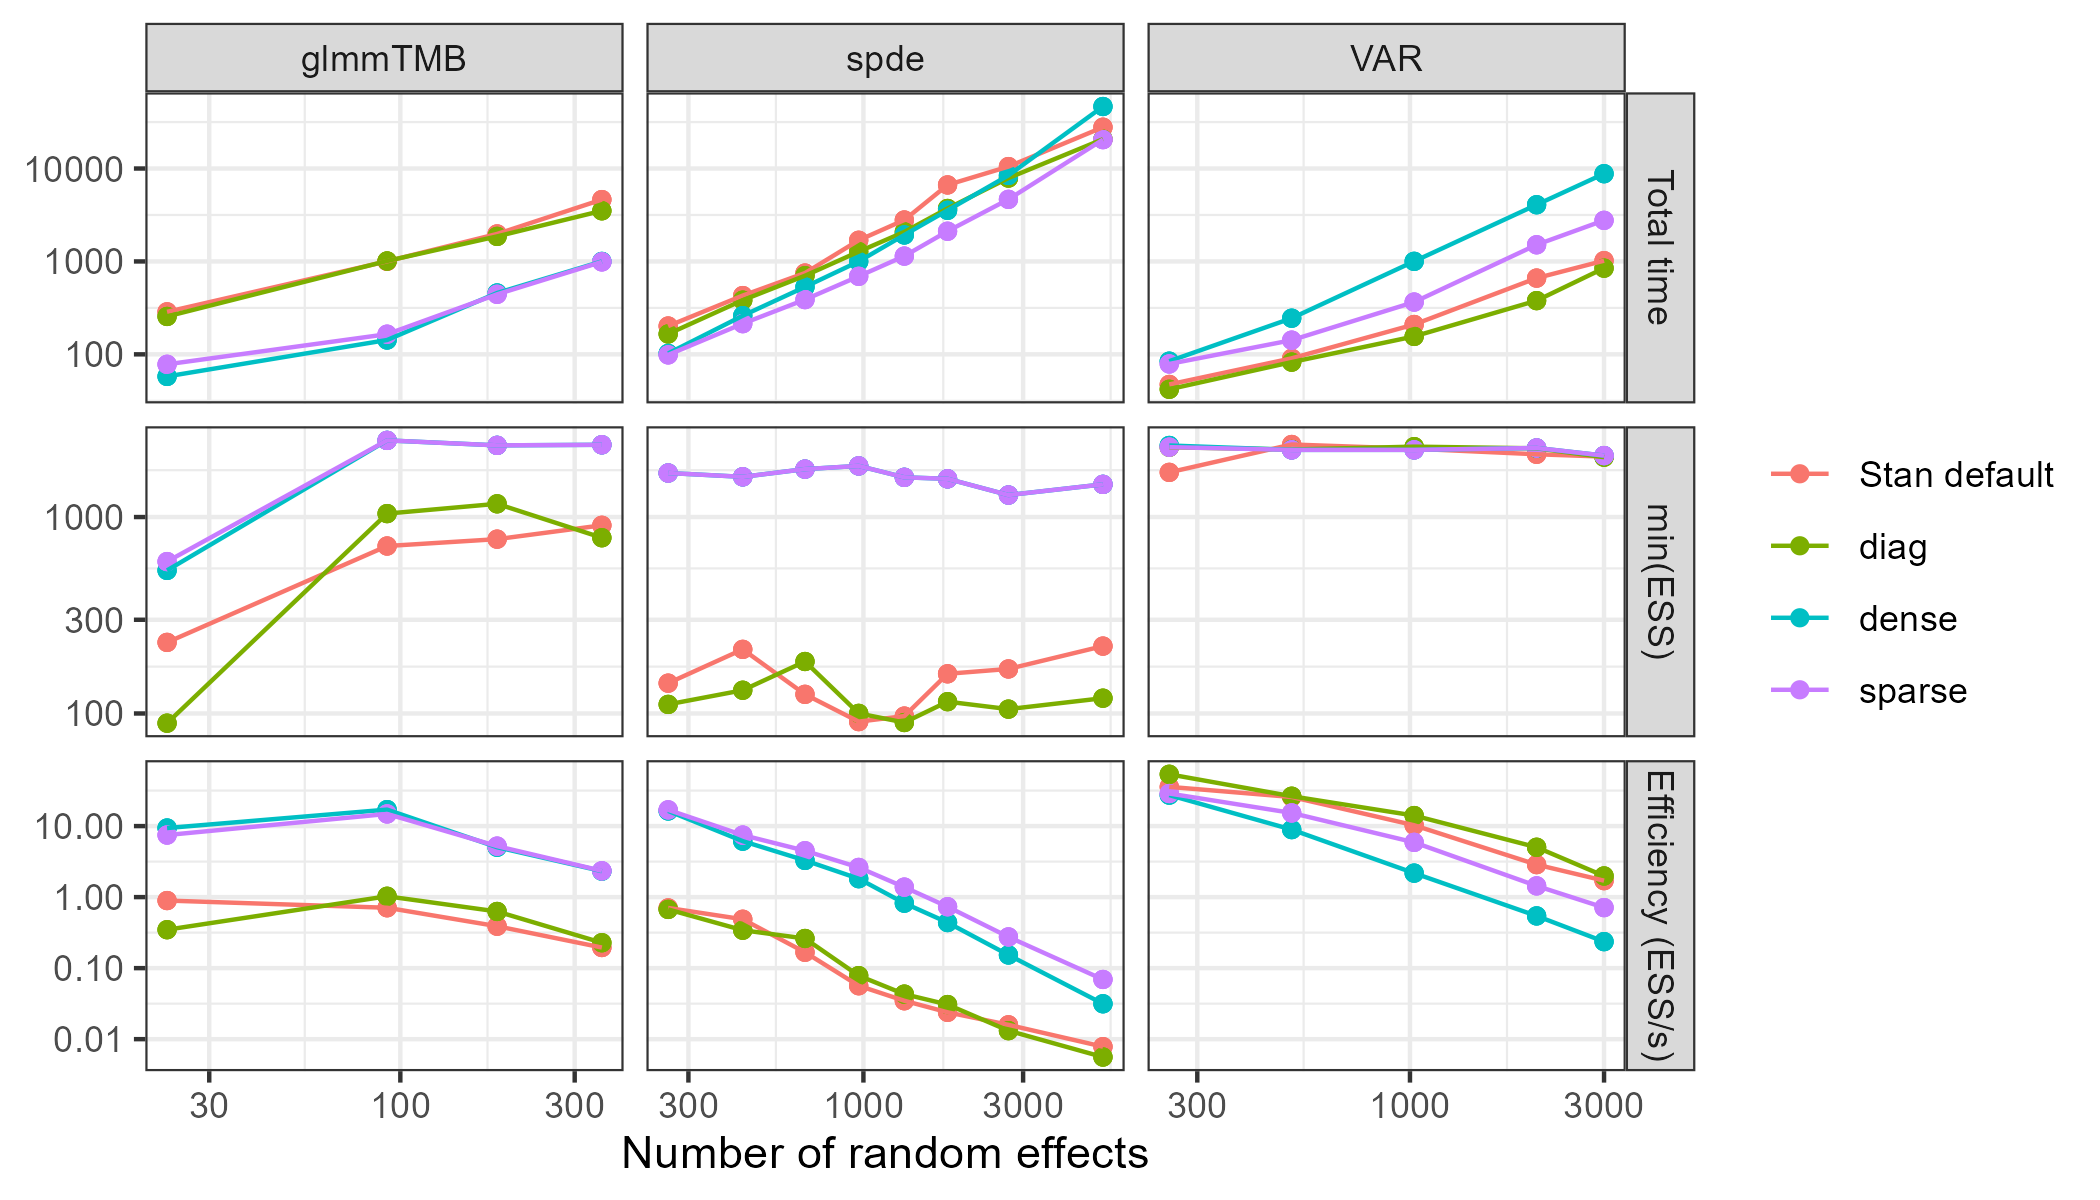 glmmTMB
spde
VAR
10000
1000
100
Total time
1000
300
100
min(ESS)
10.00
1.00
0.10
0.01
Efficiency (ESS/s)
30
100
300
300
1000
3000
300
1000
3000
Number of random effects
Stan default
diag
dense
sparse